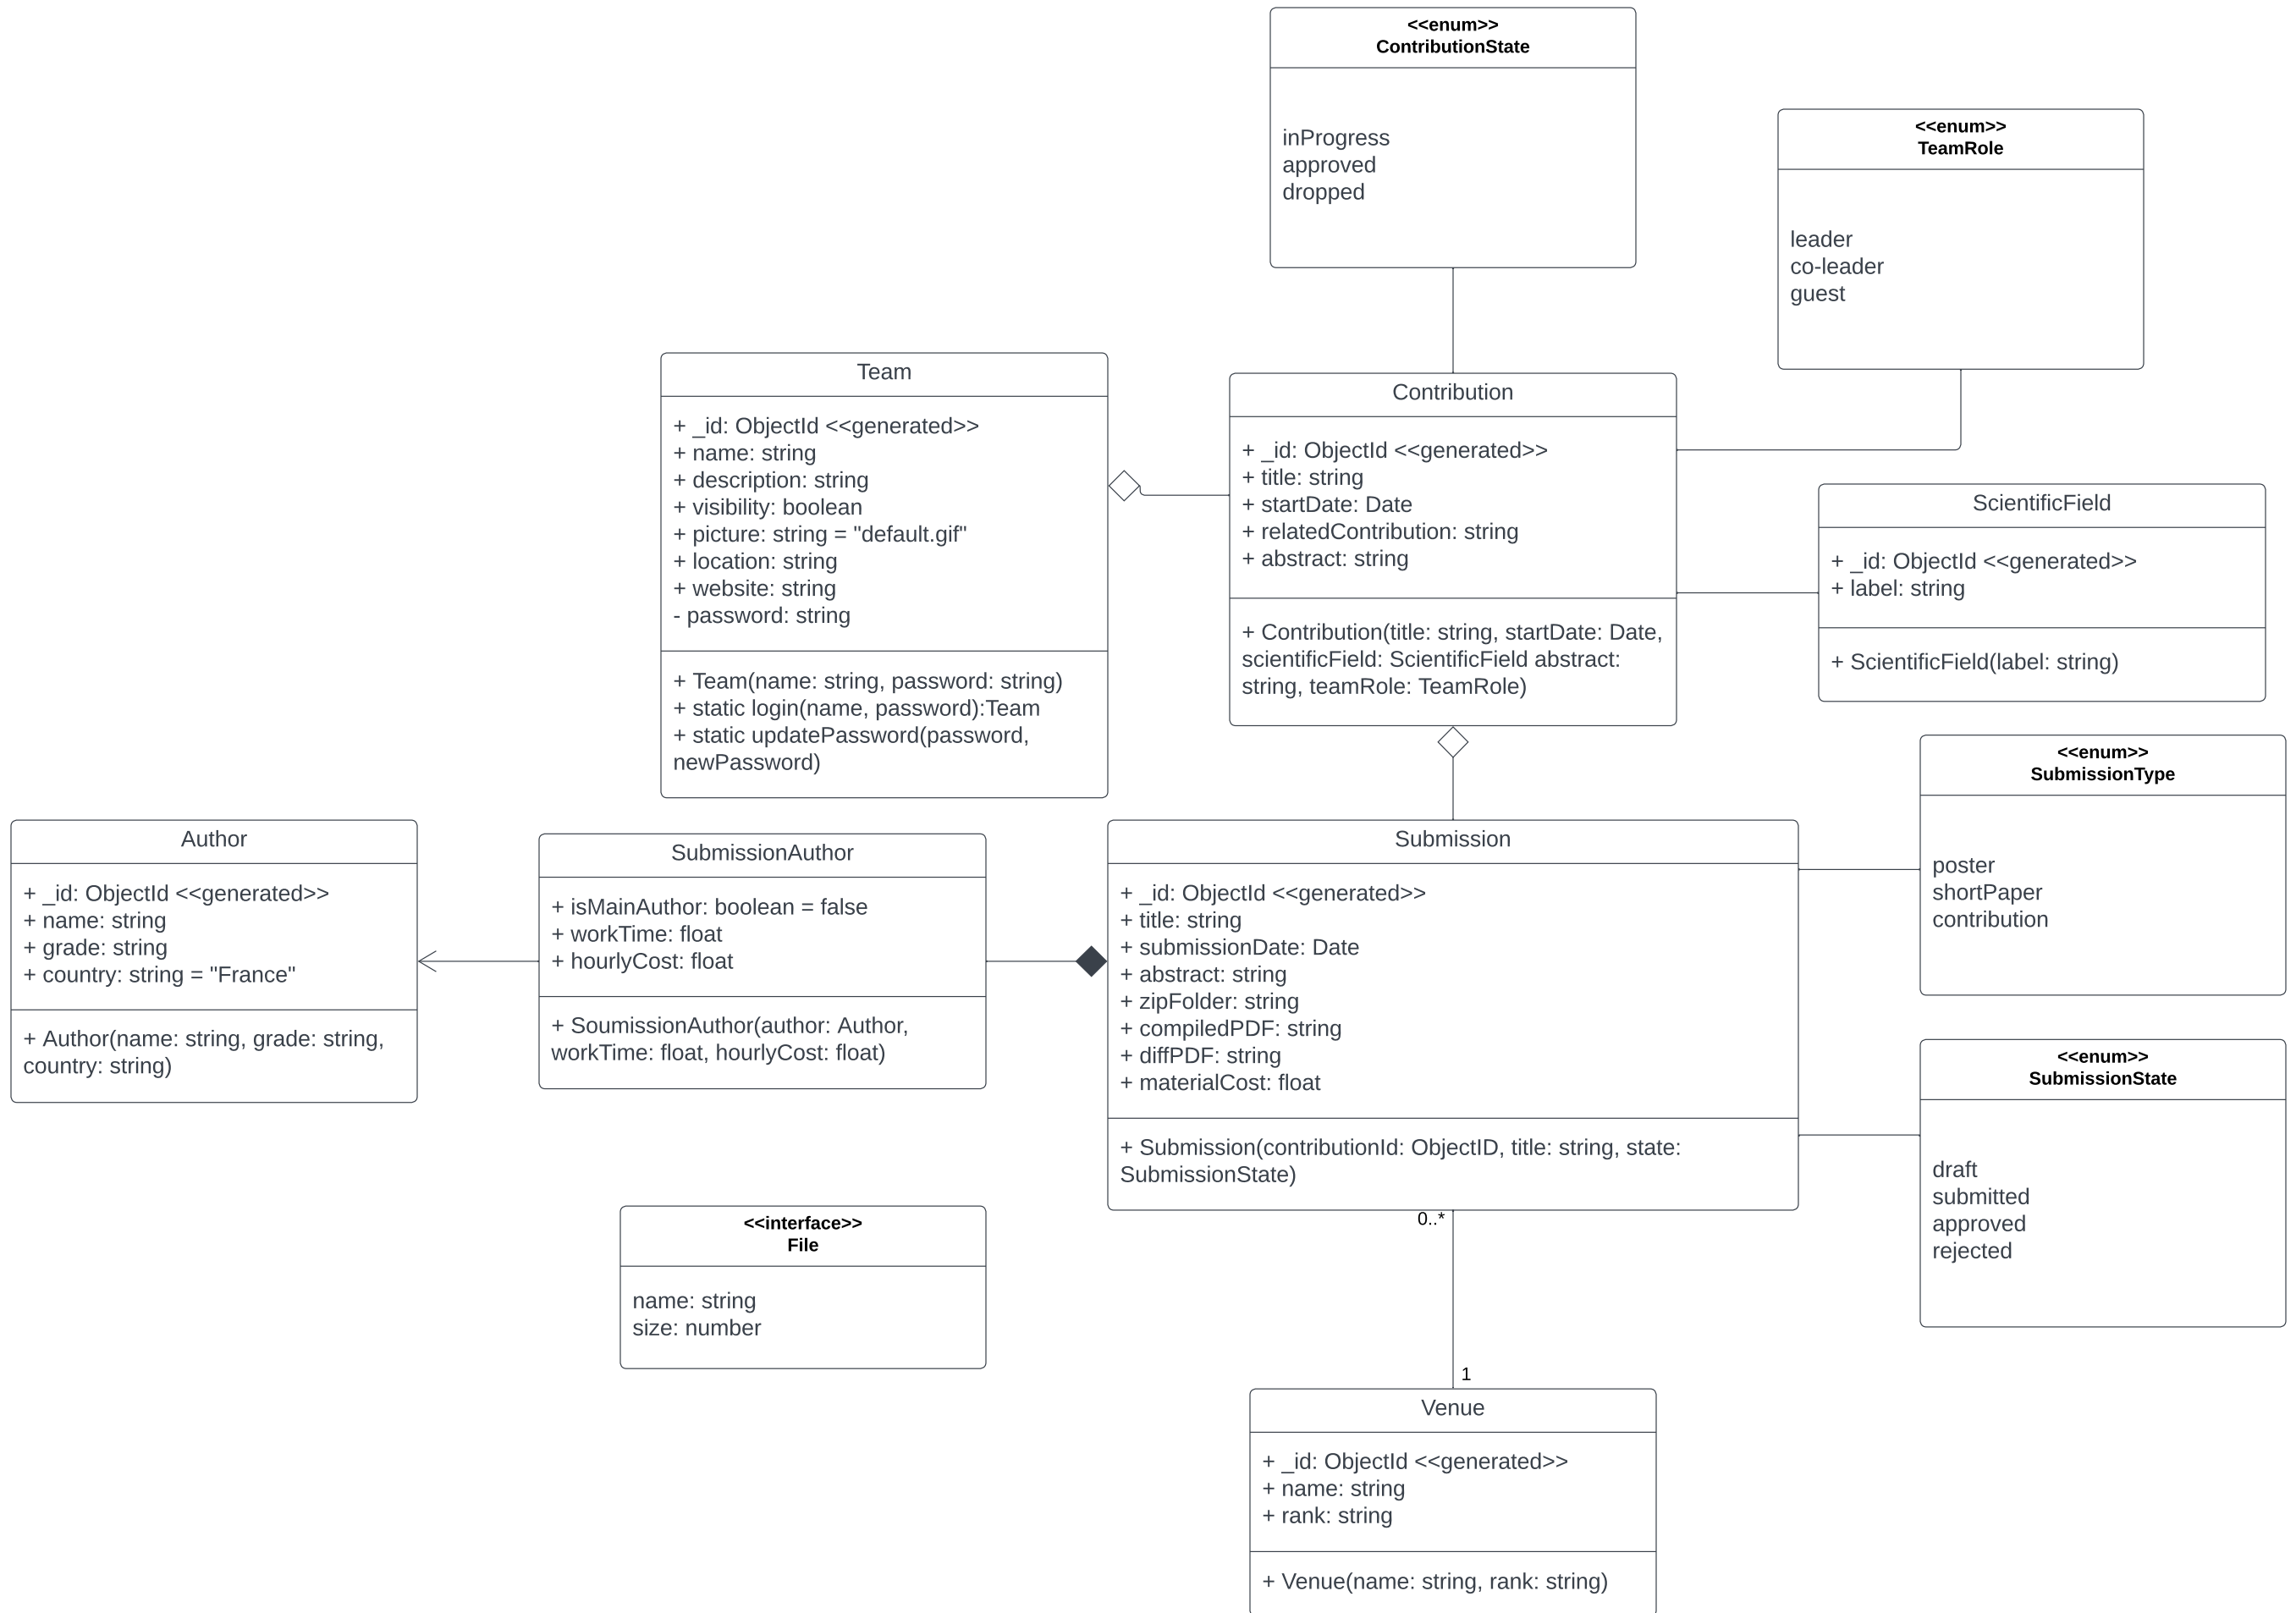 <<enum>>
ContributionState
inProgress
approved
dropped
<<enum>>
TeamRole
leader
co-leader
guest
Team
+ _id: ObjectId <<generated>>
+ name: string
+ description: string
+ visibility: boolean
+ picture: string = "default.gif"
+ location: string
+ website: string
- password: string
+ Team(name: string, password: string)
+ static login(name, password):Team
+ static updatePassword(password,
newPassword)
Contribution
+ _id: ObjectId <<generated>>
+ title: string
+ startDate: Date
+ relatedContribution: string
+ abstract: string
+ Contribution(title: string, startDate: Date,
scientificField: ScientificField abstract:
string, teamRole: TeamRole)
ScientificField
+ _id: ObjectId <<generated>>
+ label: string
+ ScientificField(label: string)
<<enum>>
SubmissionType
poster
shortPaper
contribution
Author
+ _id: ObjectId <<generated>>
+ name: string
+ grade: string
+ country: string = "France"
+ Author(name: string, grade: string,
country: string)
SubmissionAuthor
+ isMainAuthor: boolean = false
+ workTime: float
+ hourlyCost: float
+ SoumissionAuthor(author: Author,
workTime: float, hourlyCost: float)
Submission
+ _id: ObjectId <<generated>>
+ title: string
+ submissionDate: Date
+ abstract: string
+ zipFolder: string
+ compiledPDF: string
+ diffPDF: string
+ materialCost: float
+ Submission(contributionId: ObjectID, title: string, state:
SubmissionState)
<<enum>>
SubmissionState
draft
submitted
approved
rejected
<<interface>>
File
name: string
size: number
0..*
1
Venue
+ _id: ObjectId <<generated>>
+ name: string
+ rank: string
+ Venue(name: string, rank: string)